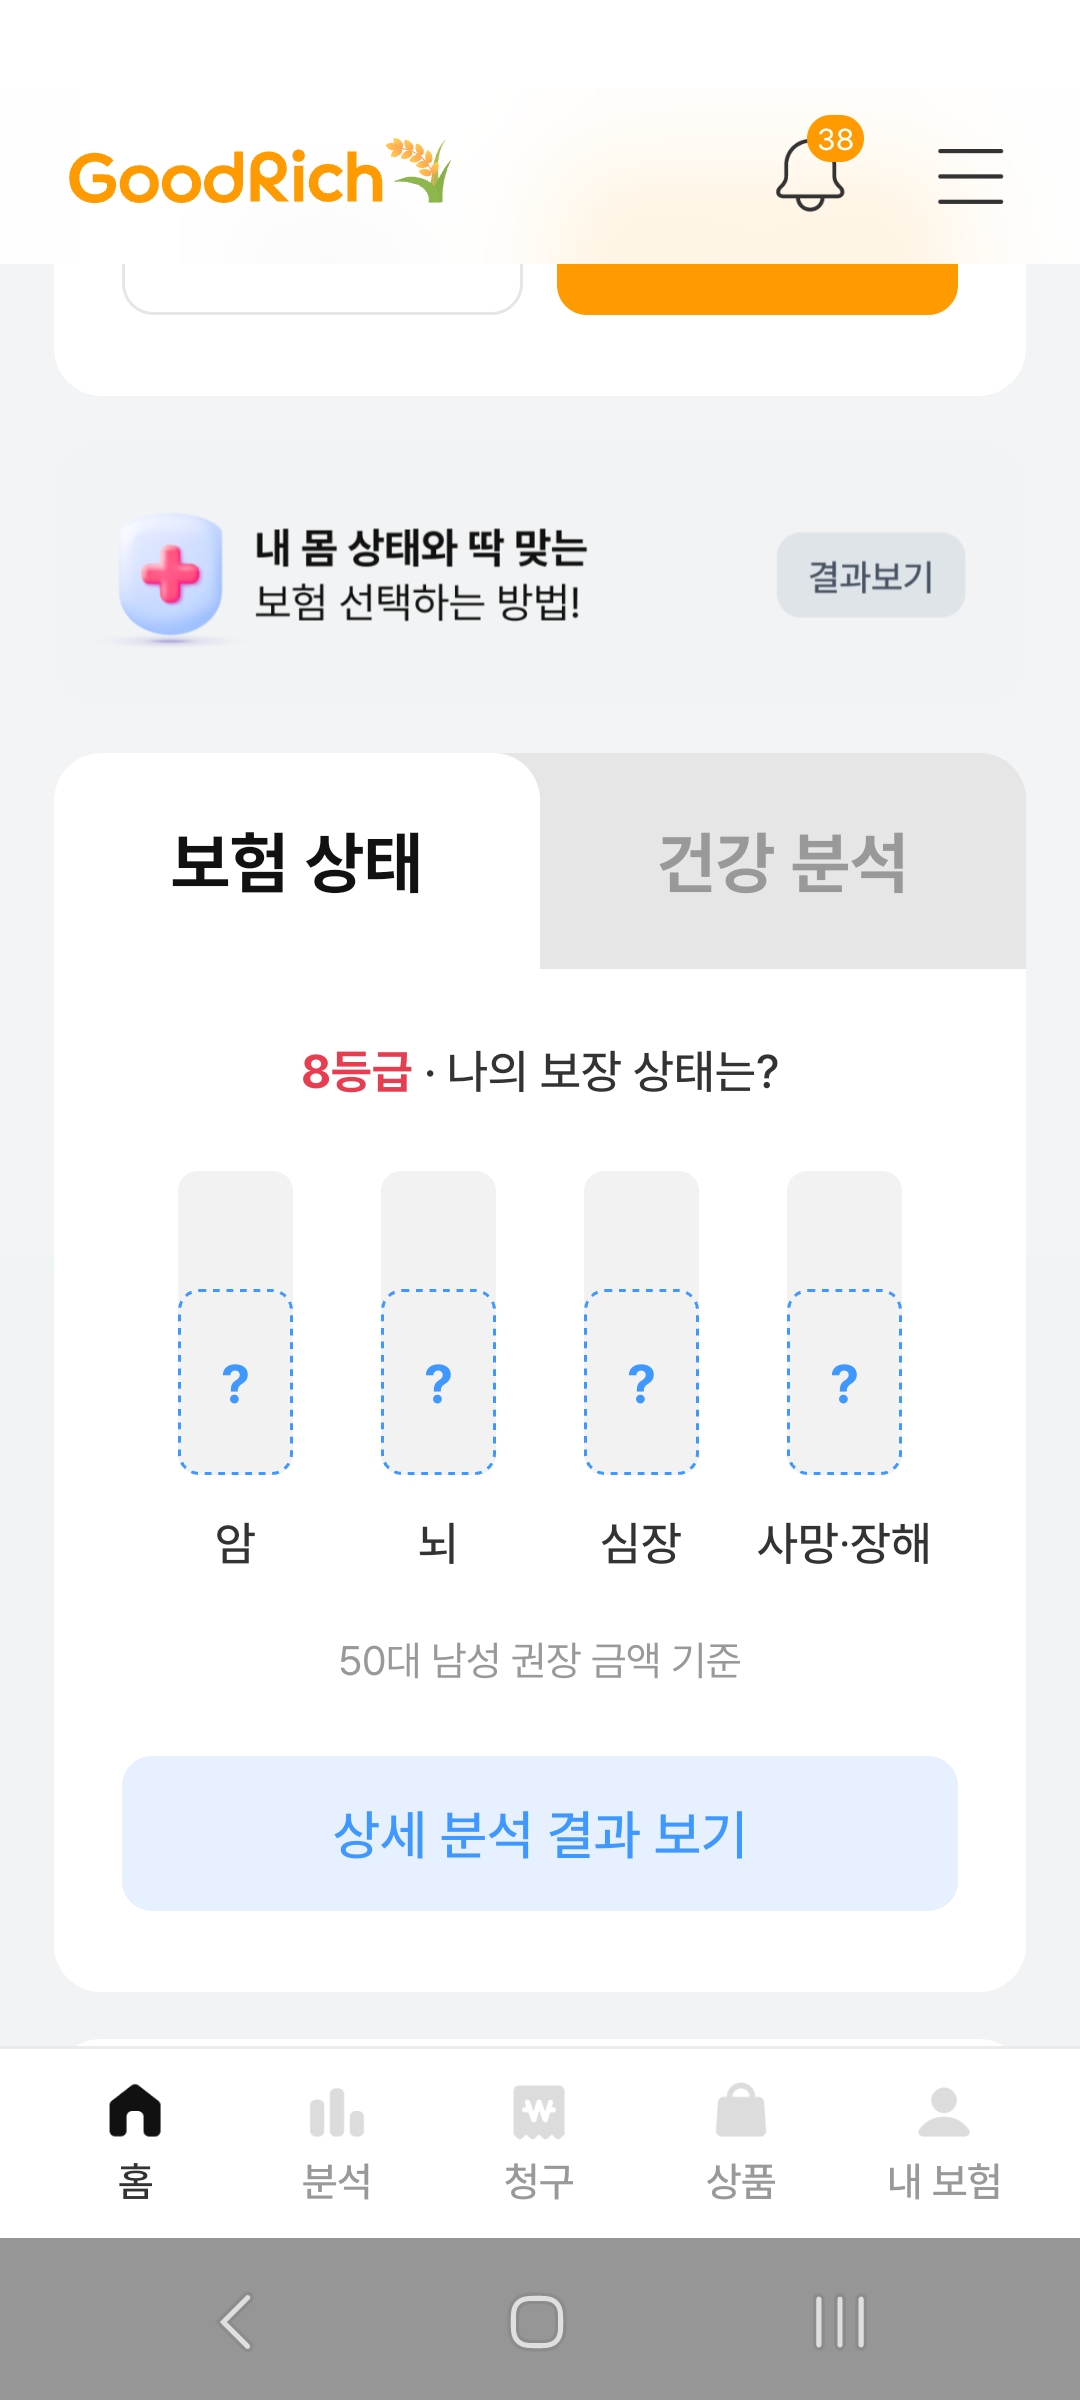 GoodRich
38
내 몸 상태와 딱 맞는
보험 선택하는 방법!
결과보기
보험 상태
건강 분석
8등급 · 나의 보장 상태는?
? ? ? ?
암 뇌 심장 사망·장해
50대 남성 권장 금액 기준
상세 분석 결과 보기
홈 분석 청구 상품 내 보험